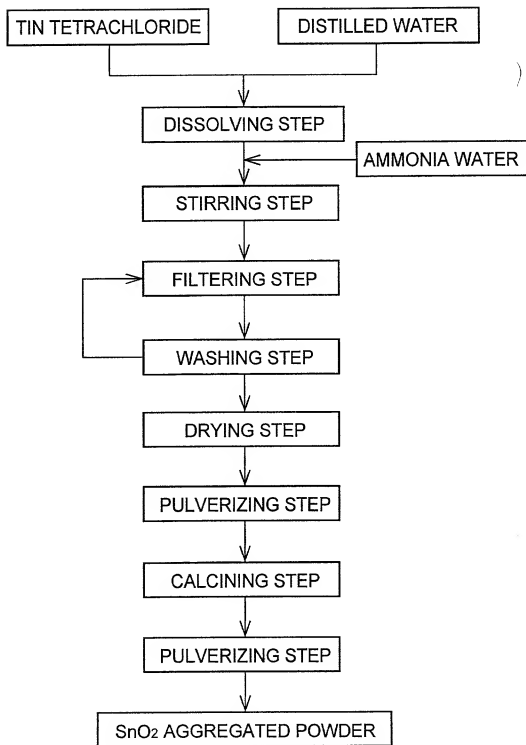 TIN TETRACHLORIDE
DISTILLED WATER
DISSOLVING STEP
AMMONIA WATER
STIRRING STEP
FILTERING STEP
WASHING STEP
DRYING STEP
PULVERIZING STEP
CALCINING STEP
PULVERIZING STEP
SnO2 AGGREGATED POWDER